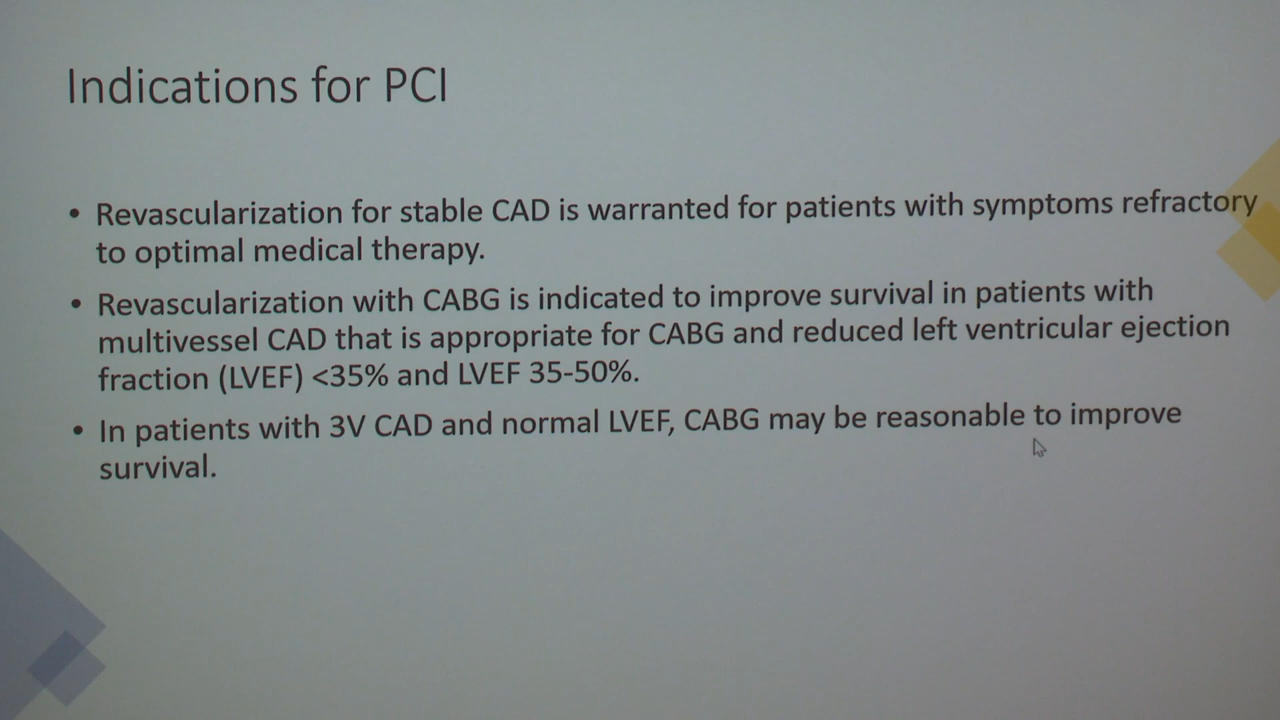 Indications for PCI
• Revascularization for stable CAD is warranted for patients with symptoms refractory
to optimal medical therapy.
• Revascularization with CABG is indicated to improve survival in patients with
multivessel CAD that is appropriate for CABG and reduced left ventricular ejection
fraction (LVEF) <35% and LVEF 35-50%.
• In patients with 3V CAD and normal LVEF, CABG may be reasonable to improve
survival.